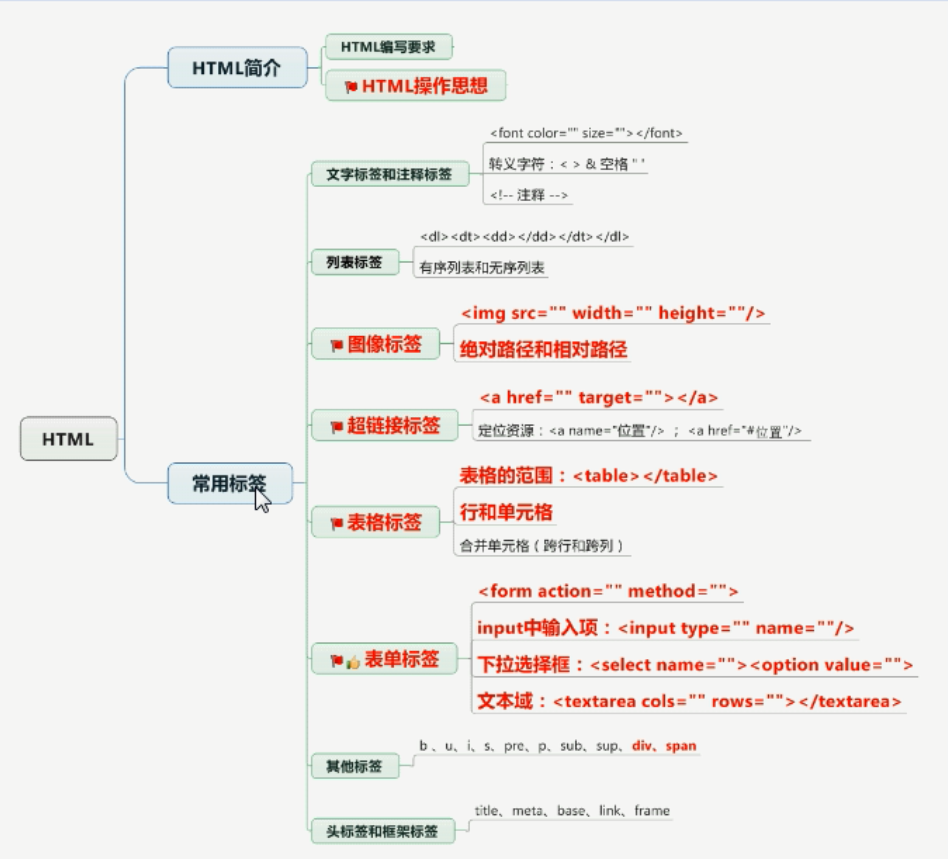 HTML
HTML简介
HTML编写要求
HTML操作思想
常用标签
文字标签和注释标签
<font color="" size=""></font>
转义字符：< > & 空格 " '
<!-- 注释 -->
列表标签
<dl><dt><dd></dd></dt></dl>
有序列表和无序列表
图像标签
<img src="" width="" height=""/>
绝对路径和相对路径
超链接标签
<a href="" target=""></a>
定位资源：<a name="位置"/> ；<a href="#位置"/>
表格标签
表格的范围：<table></table>
行和单元格
合并单元格（跨行和跨列）
表单标签
<form action="" method="">
input中输入项：<input type="" name=""/>
下拉选择框：<select name=""><option value="">
文本域：<textarea cols="" rows=""></textarea>
其他标签
b 、u、i、s、pre、p、sub、sup、div、span
头标签和框架标签
title、meta、base、link、frame